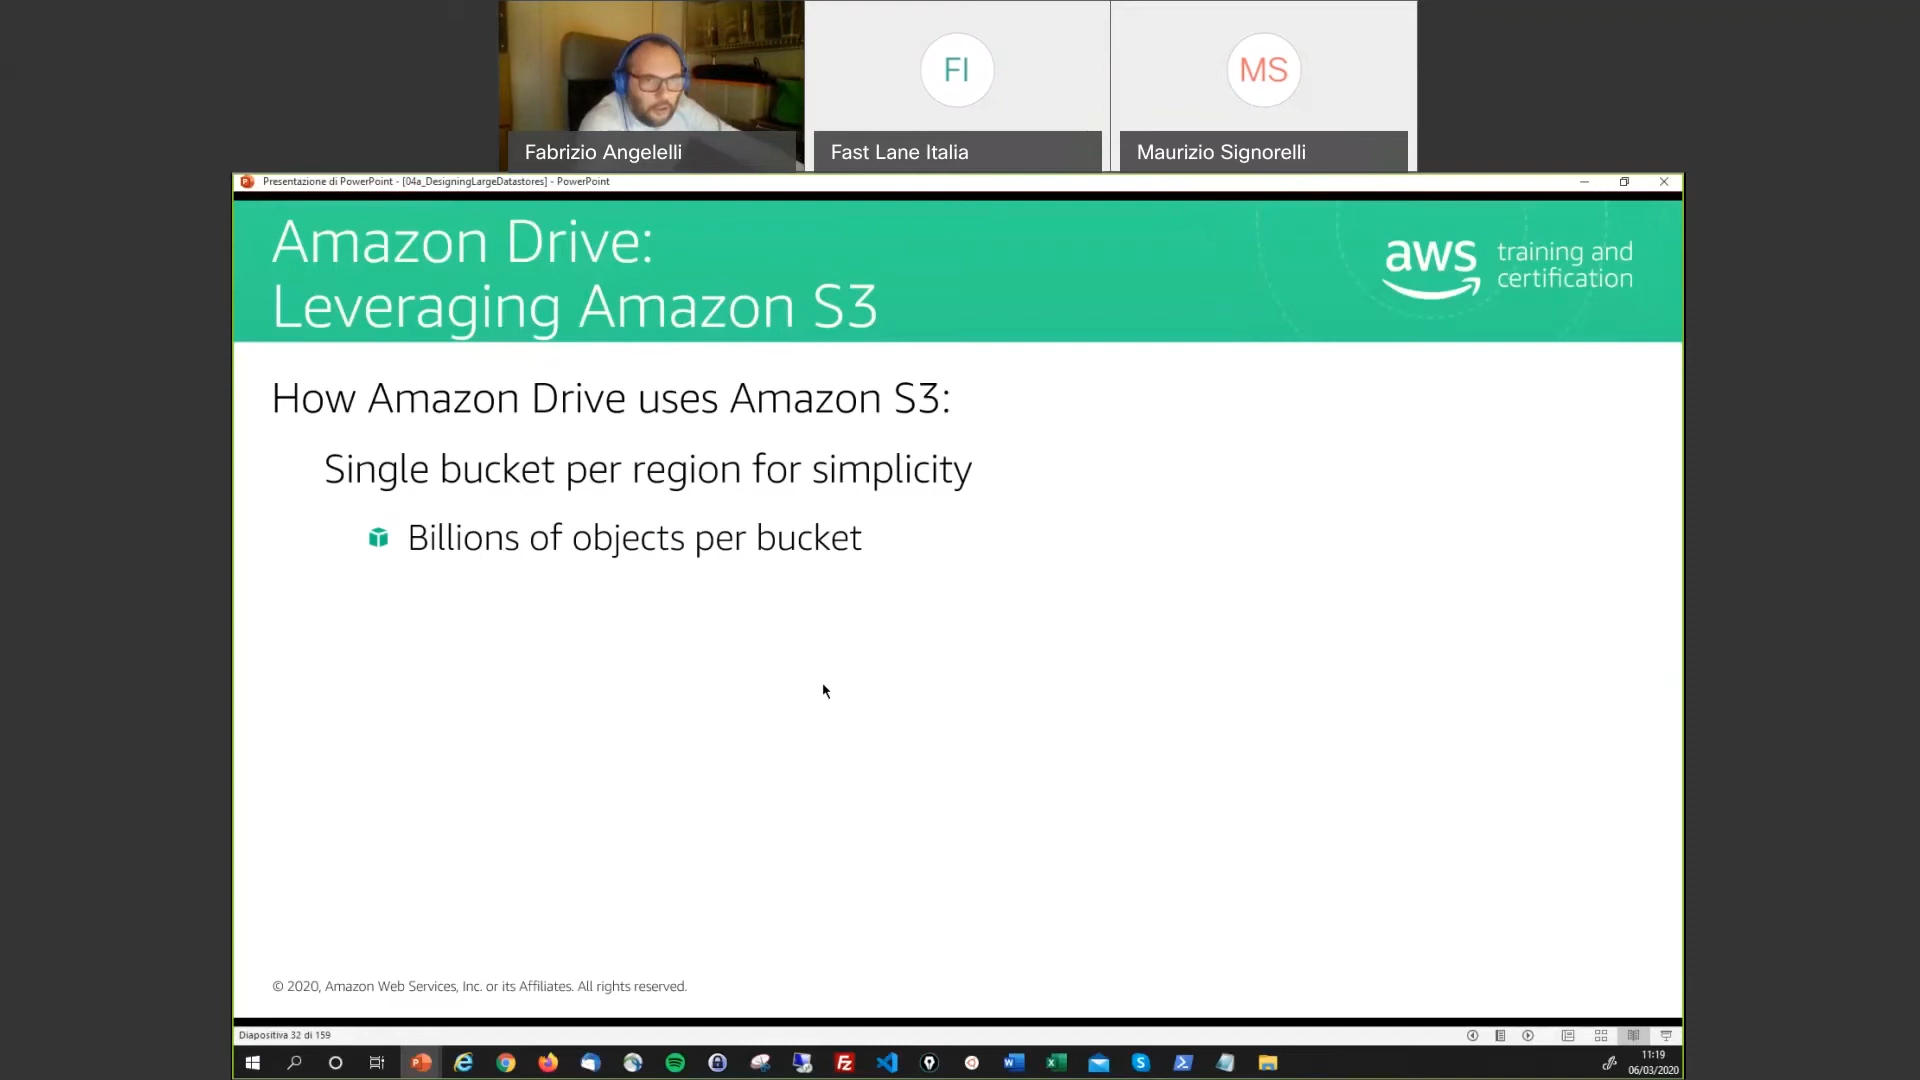 FI
MS
Fabrizio Angelelli
Fast Lane Italia
Maurizio Signorelli
Presentazione di PowerPoint - [04a_DesigningLargeDatastores] - PowerPoint
Amazon Drive:
Leveraging Amazon S3
aws training and
certification
How Amazon Drive uses Amazon S3:
Single bucket per region for simplicity
Billions of objects per bucket
© 2020, Amazon Web Services, Inc. or its Affiliates. All rights reserved.
Diapositiva 32 di 159
11:19
06/03/2020